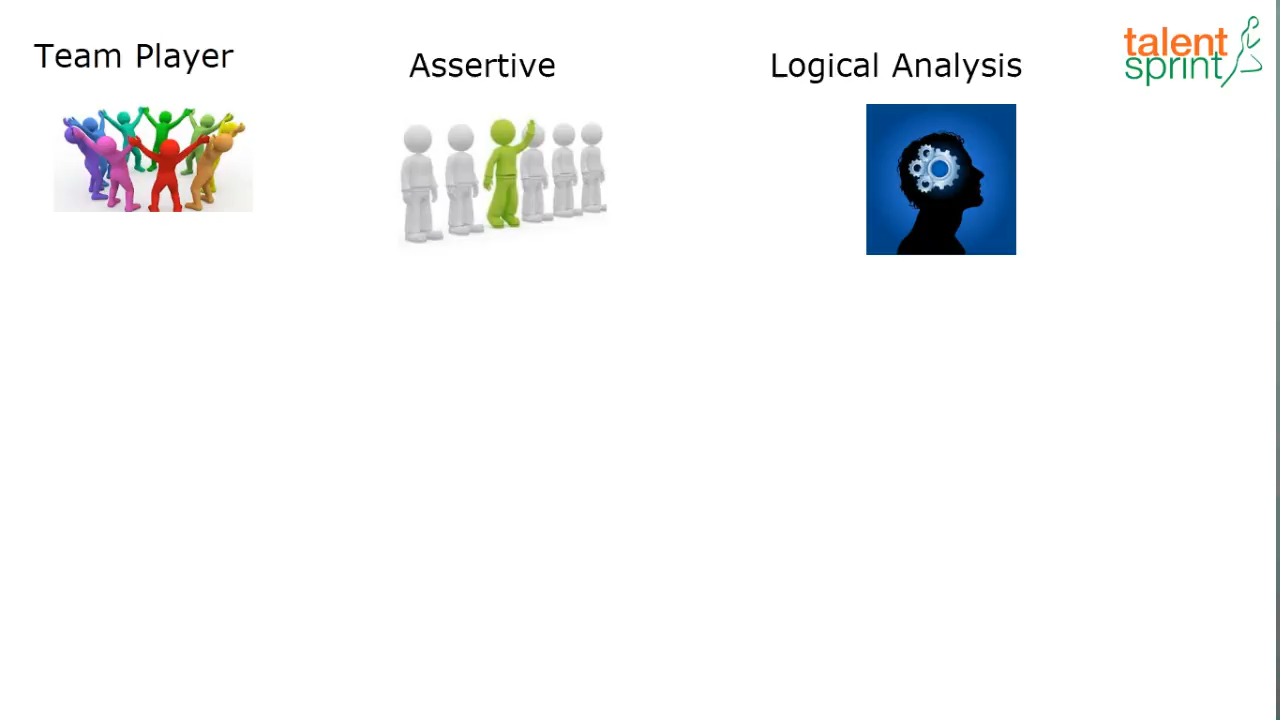 Team Player
Assertive
Logical Analysis
talent
sprint